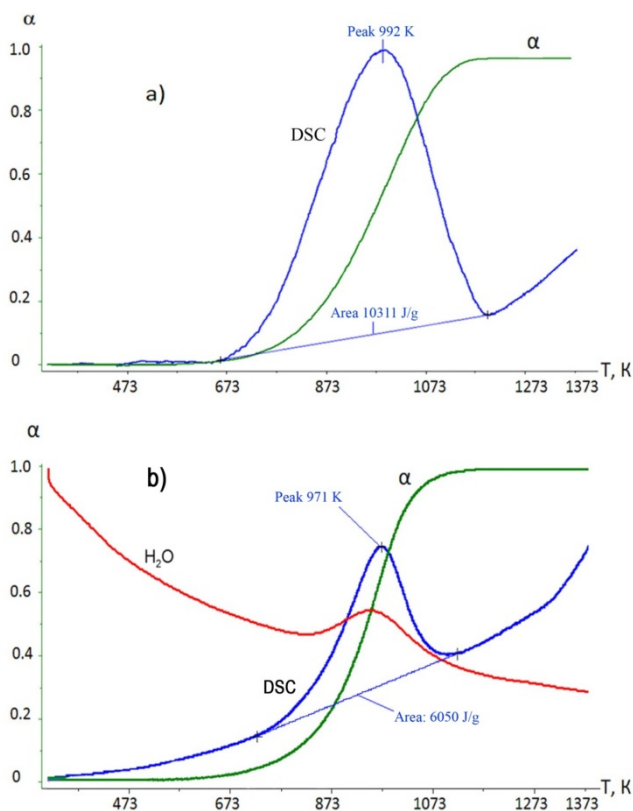 α
Peak 992 K
1.0
α
a)
DSC
0.8
0.6
0.4
0.2
Area 10311 J/g
0
T, K
473 673 873 1073 1273 1373
α
b)
α
1.0
Peak 971 K
0.8
H₂O
0.6
0.4
DSC
Area: 6050 J/g
0.2
0
T, K
473 673 873 1073 1273 1373